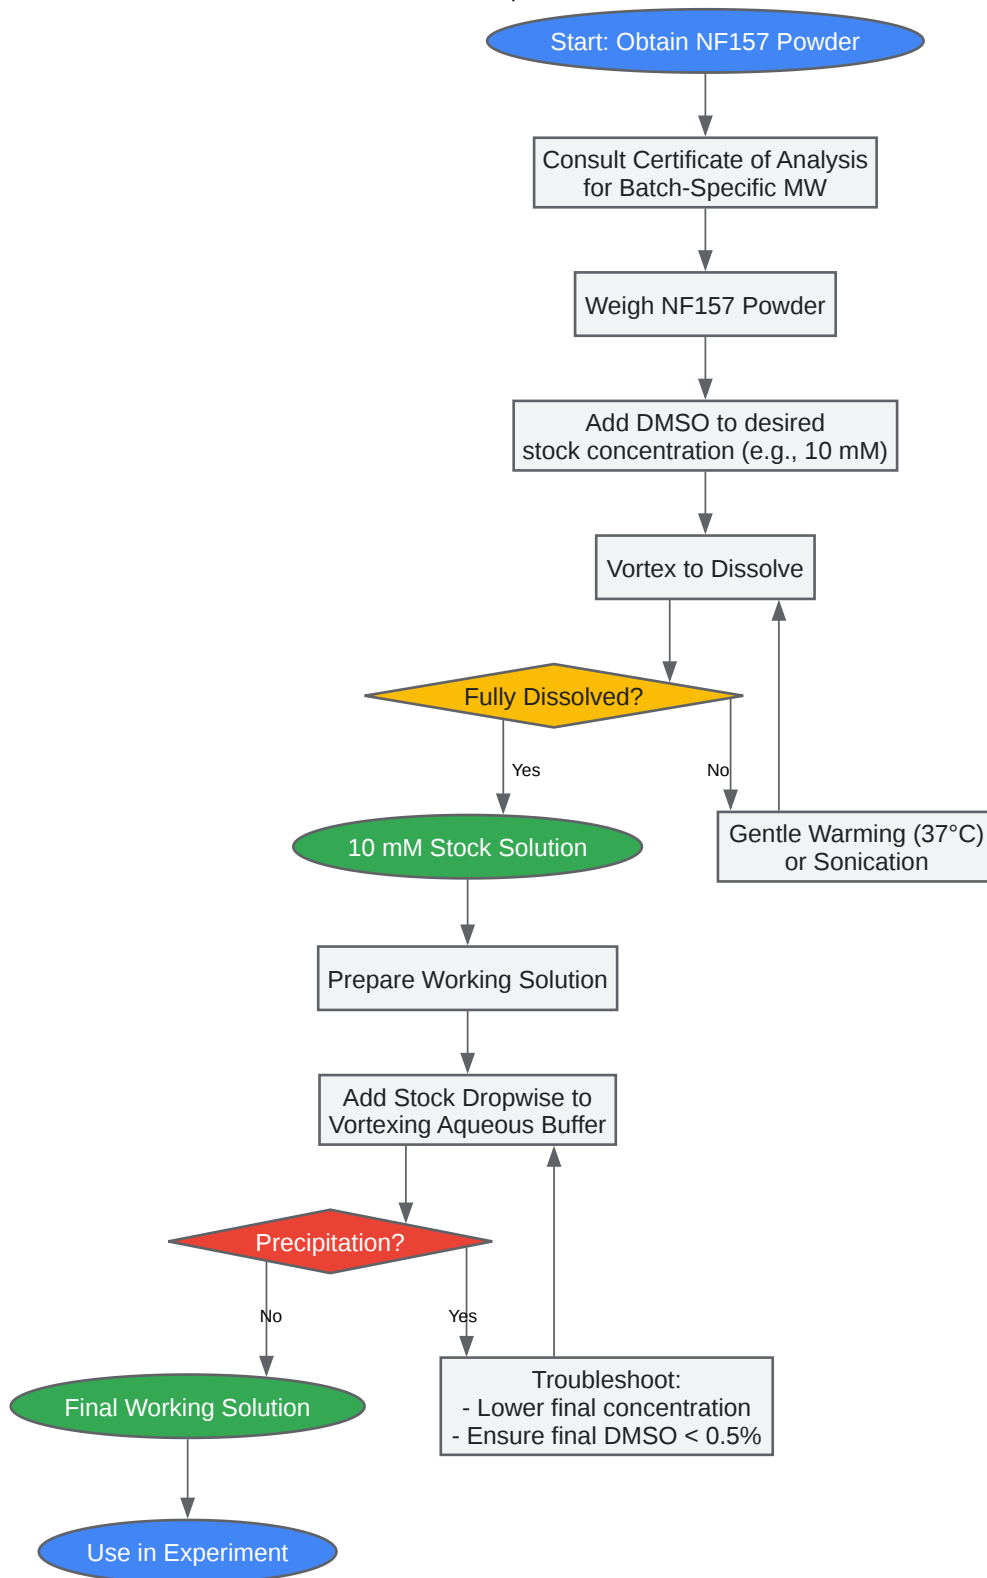 Start: Obtain NF157 Powder
Consult Certificate of Analysis
for Batch-Specific MW
Weigh NF157 Powder
Add DMSO to desired
stock concentration (e.g., 10 mM)
Vortex to Dissolve
Fully Dissolved?
Yes
No
10 mM Stock Solution
Gentle Warming (37°C)
or Sonication
Prepare Working Solution
Add Stock Dropwise to
Vortexing Aqueous Buffer
Precipitation?
No
Yes
Final Working Solution
Troubleshoot:
- Lower final concentration
- Ensure final DMSO < 0.5%
Use in Experiment